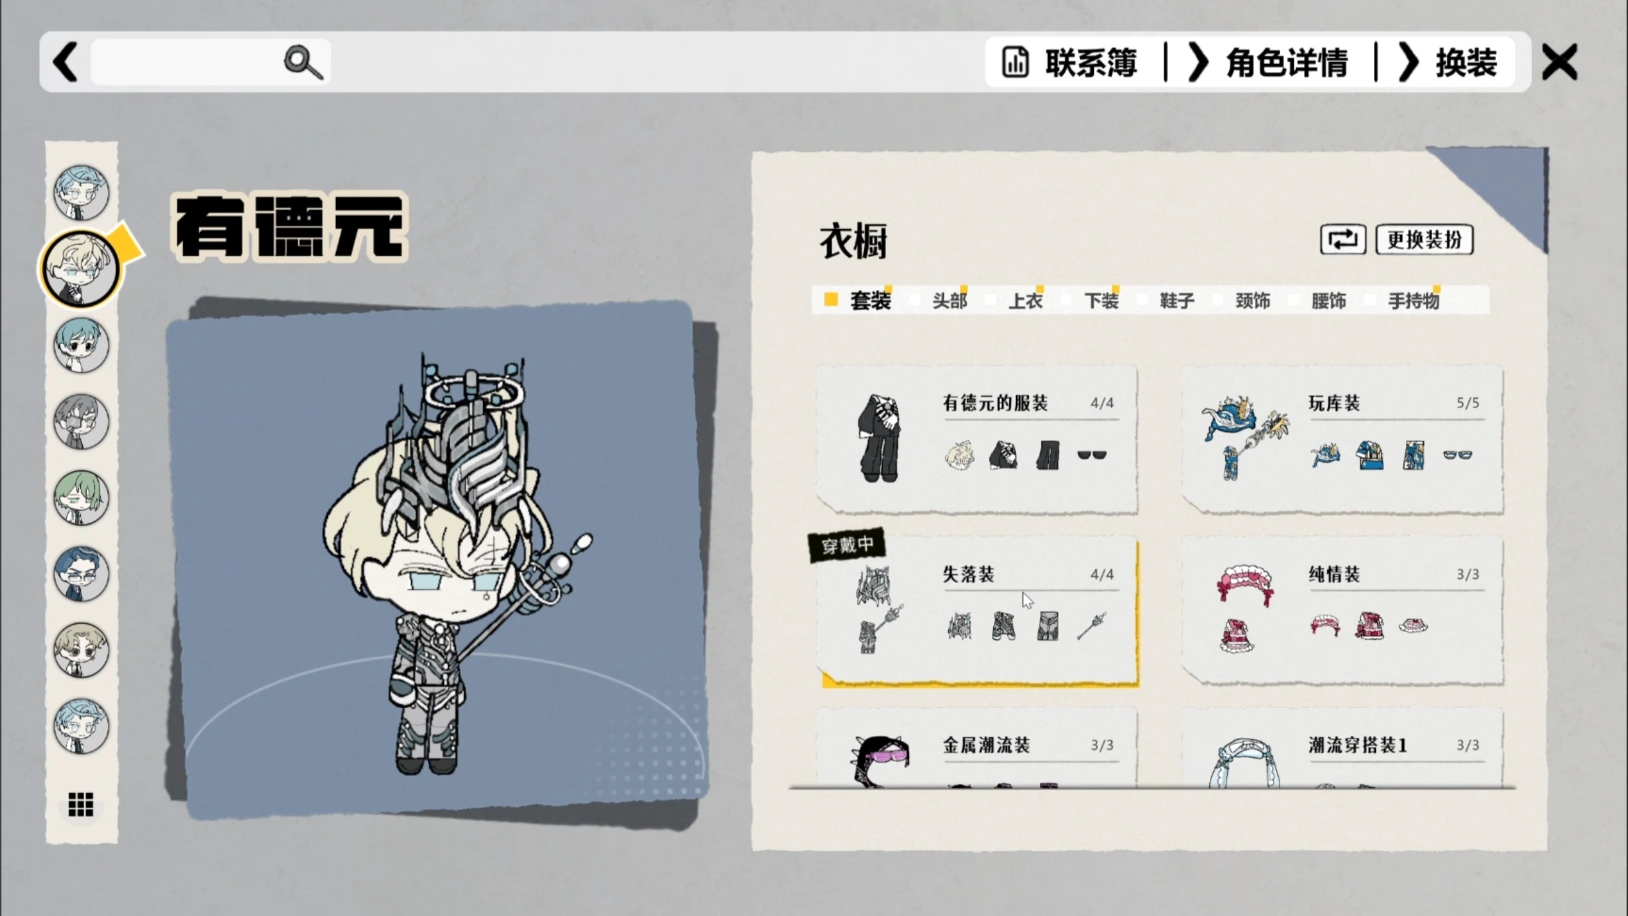 联系簿 | 角色详情 | 换装
有德元
衣橱
更换装扮
套装 头部 上衣 下装 鞋子 颈饰 腰饰 手持物
有德元的服装 4/4
玩库装 5/5
穿戴中
失落装 4/4
纯情装 3/3
金属潮流装 3/3
潮流穿搭装1 3/3